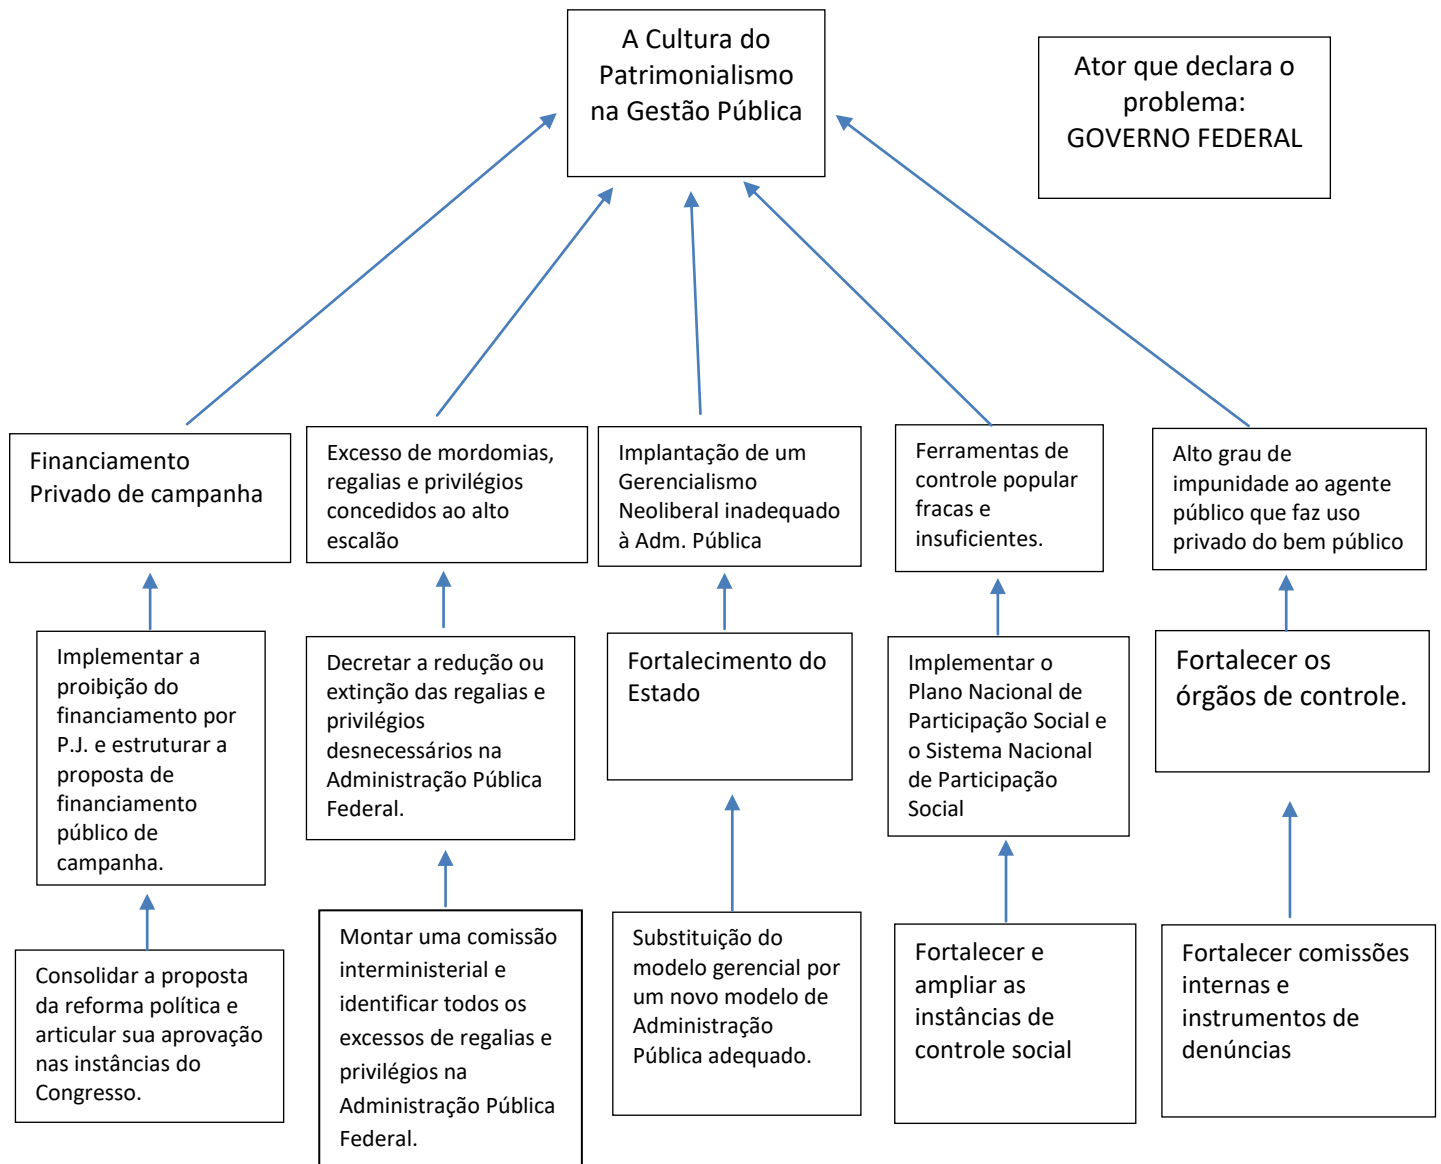 A Cultura do
Patrimonialismo
na Gestão Pública
Ator que declara o
problema:
GOVERNO FEDERAL
Financiamento
Privado de campanha
Excesso de mordomias,
regalias e privilégios
concedidos ao alto
escalão
Implantação de um
Gerencialismo
Neoliberal inadequado
à Adm. Pública
Ferramentas de
controle popular
fracas e
insuficientes.
Alto grau de
impunidade ao agente
público que faz uso
privado do bem público
Implementar a
proibição do
financiamento por
P.J. e estruturar a
proposta de
financiamento
público de
campanha.
Decretar a redução ou
extinção das regalias e
privilégios
desnecessários na
Administração Pública
Federal.
Fortalecimento do
Estado
Implementar o
Plano Nacional de
Participação Social e
o Sistema Nacional
de Participação
Social
Fortalecer os
órgãos de controle.
Consolidar a proposta
da reforma política e
articular sua aprovação
nas instâncias do
Congresso.
Montar uma comissão
interministerial e
identificar todos os
excessos de regalias e
privilégios na
Administração Pública
Federal.
Substituição do
modelo gerencial por
um novo modelo de
Administração
Pública adequado.
Fortalecer e
ampliar as
instâncias de
controle social
Fortalecer comissões
internas e
instrumentos de
denúncias